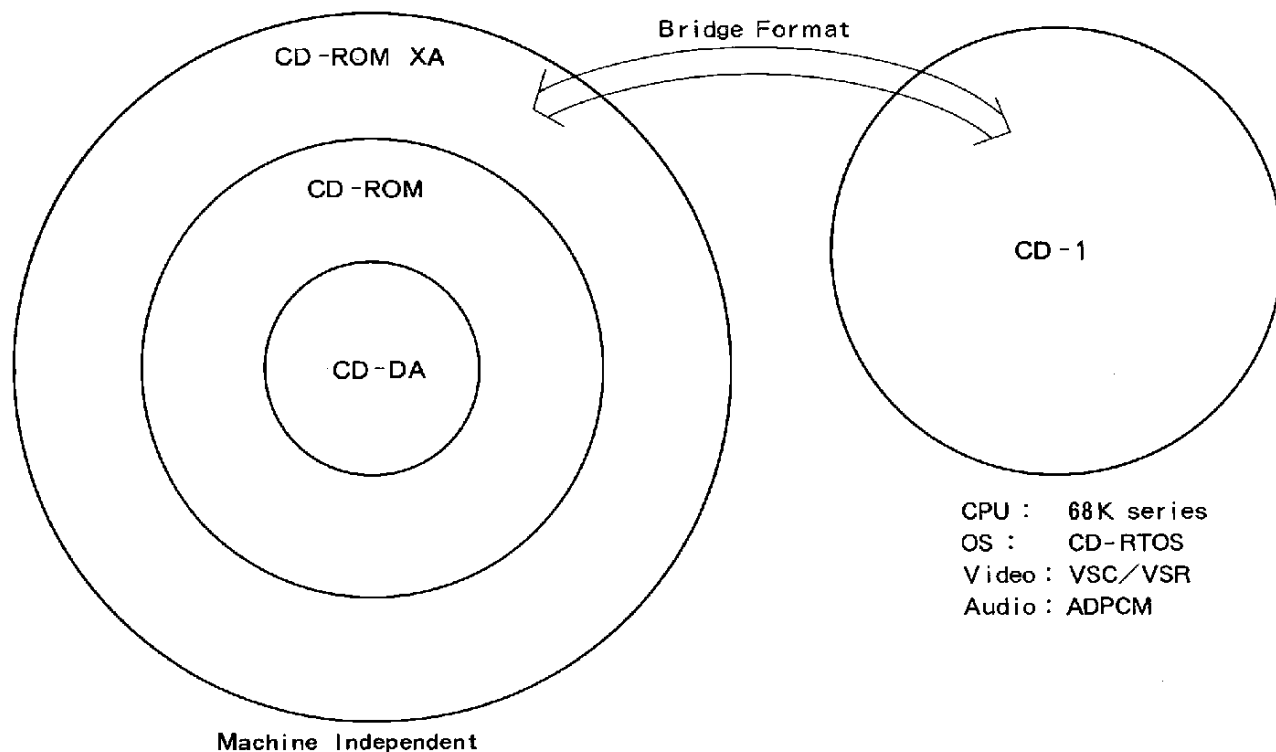 Bridge Format
CD-ROM XA
CD-ROM
CD-DA
CD-1
CPU : 68K series
OS : CD-RTOS
Video : VSC/VSR
Audio : ADPCM
Machine Independent